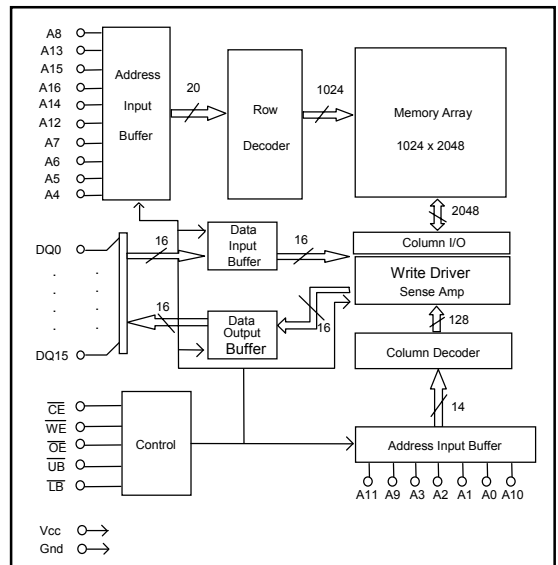 A8
A13
A15
A16
A14
A12
A7
A6
A5
A4
Address
Input
Buffer
20
Row
Decoder
1024
Memory Array
1024 x 2048
2048
Column I/O
Write Driver
Sense Amp
DQ0
DQ15
16
Data
Input
Buffer
16
16
Data
Output
Buffer
16
128
Column Decoder
14
Address Input Buffer
A11 A9 A3 A2 A1 A0 A10
CE
WE
OE
UB
LB
Control
Vcc
Gnd